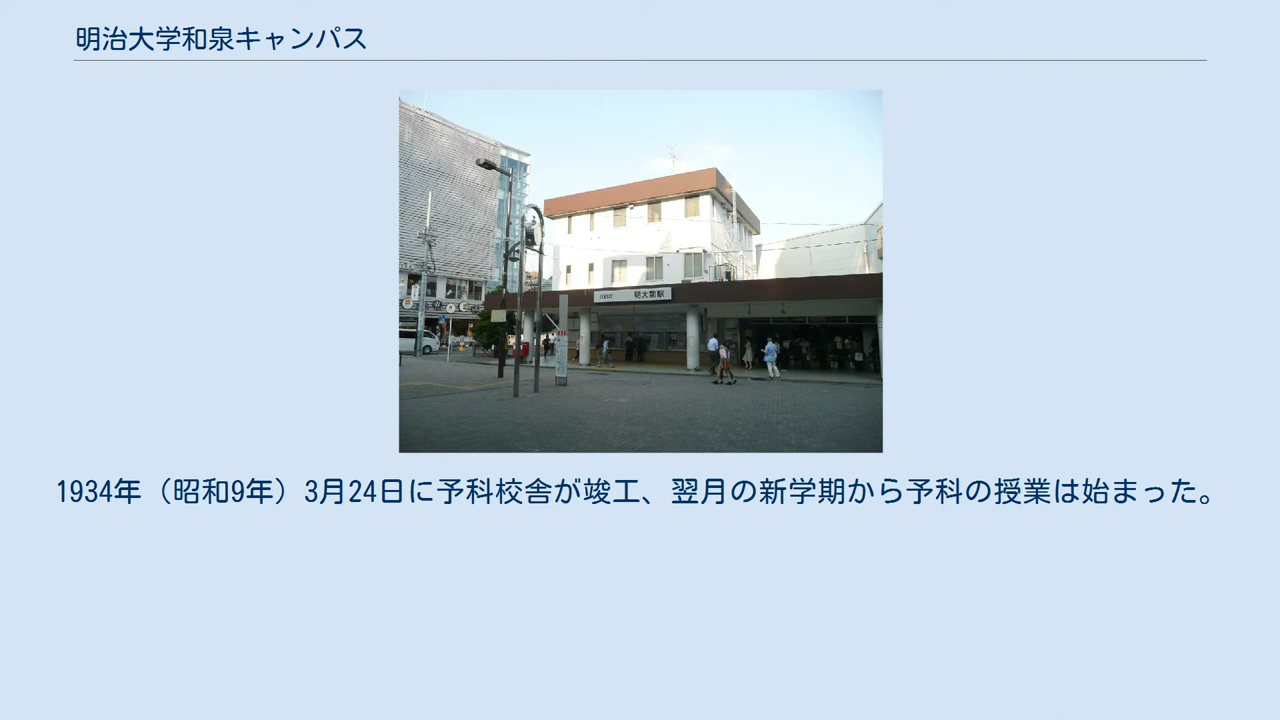 明治大学和泉キャンパス
明大前駅
1934年（昭和9年）3月24日に予科校舎が竣工、翌月の新学期から予科の授業は始まった。